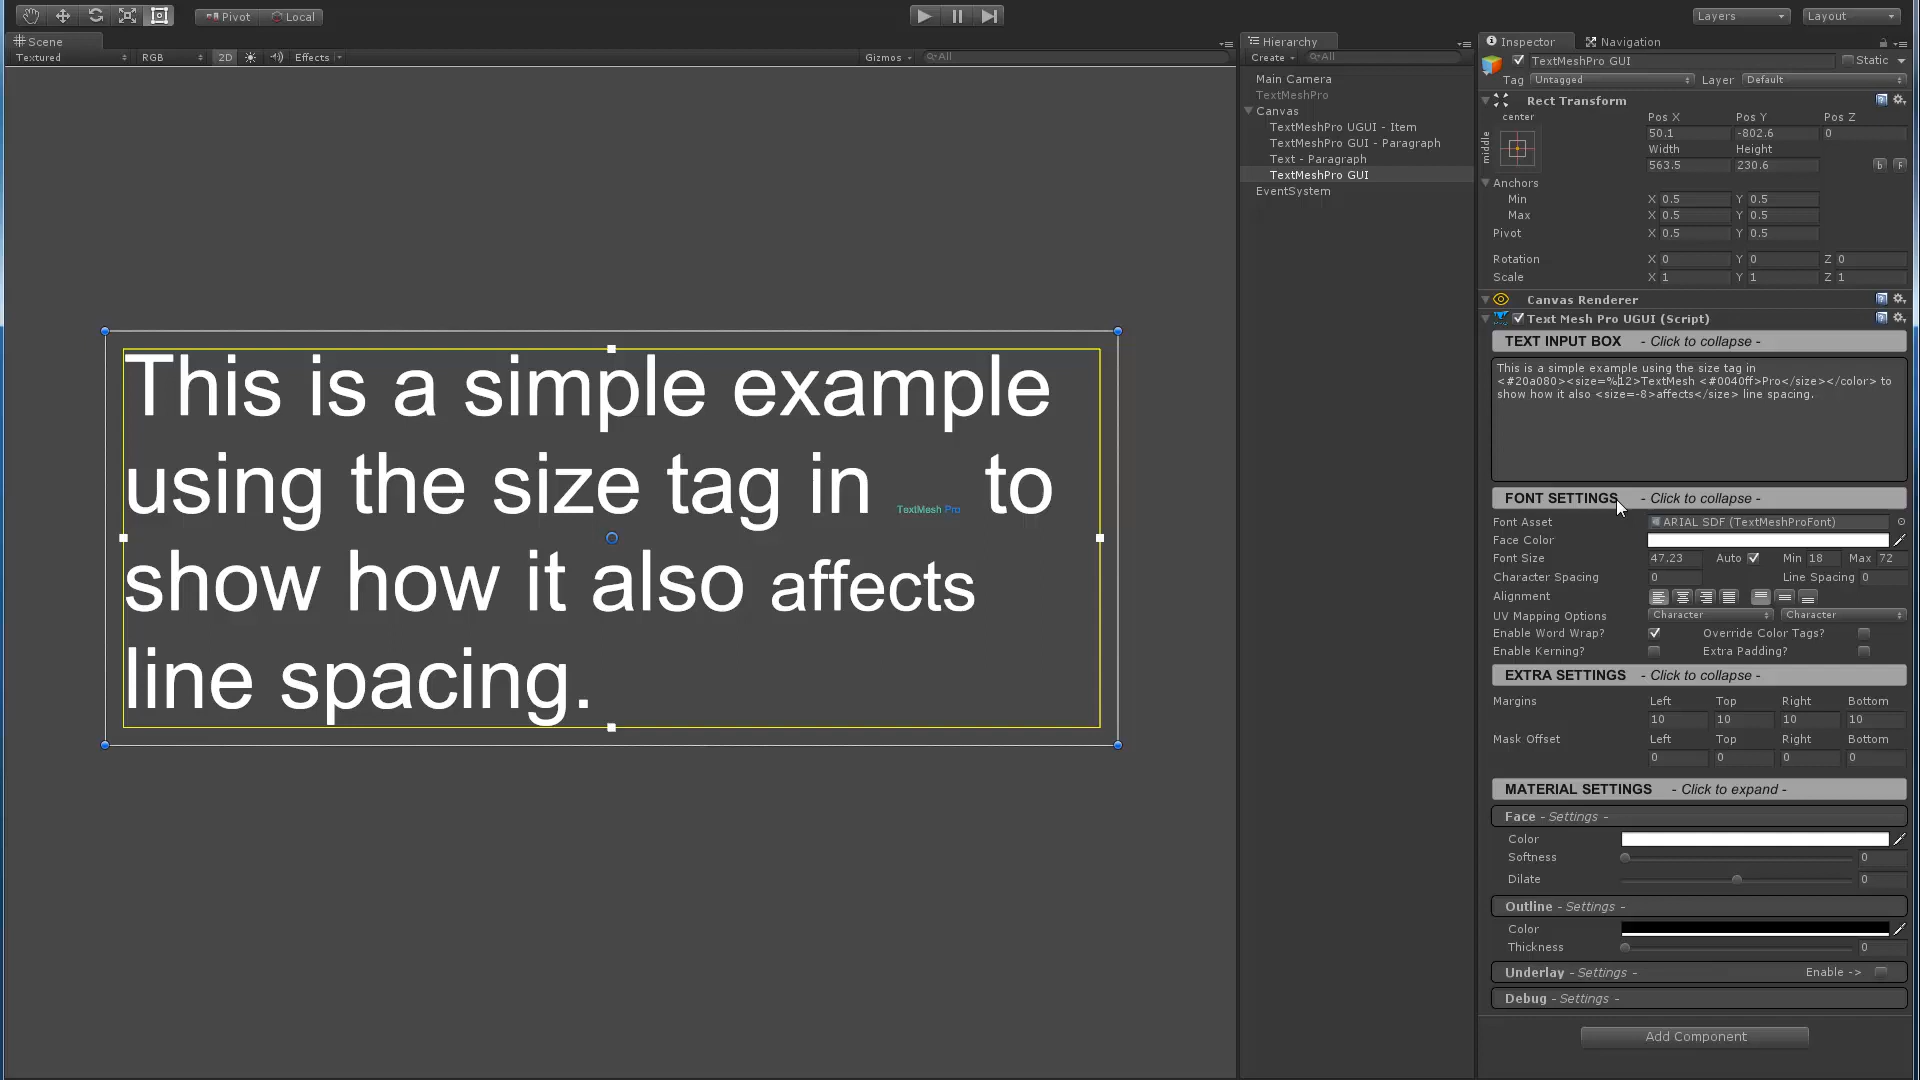 Pivot Local Layers Layout
Scene Hierarchy Inspector Navigation
Textured RGB 2D Effects Gizmos All Create All TextMeshPro GUI Static
Tag Untagged Layer Default
Main Camera
TextMeshPro
Canvas
TextMeshPro UGUI - Item
TextMeshPro GUI - Paragraph
Text - Paragraph
TextMeshPro GUI
EventSystem
This is a simple example
using the size tag in TextMesh Pro to
show how it also affects
line spacing.
Rect Transform
center Pos X Pos Y Pos Z
middle 50.1 -802.6 0
Width Height
563.5 230.6
Anchors
Min X 0.5 Y 0.5
Max X 0.5 Y 0.5
Pivot X 0.5 Y 0.5
Rotation X 0 Y 0 Z 0
Scale X 1 Y 1 Z 1
Canvas Renderer
Text Mesh Pro UGUI (Script)
TEXT INPUT BOX - Click to collapse -
This is a simple example using the size tag in
<#20a080><size=%12>TextMesh <#0040ff>Pro</size></color> to
show how it also <size=-8>affects</size> line spacing.
FONT SETTINGS - Click to collapse -
Font Asset ARIAL SDF (TextMeshProFont)
Face Color
Font Size 47.23 Auto Min 18 Max 72
Character Spacing 0 Line Spacing 0
Alignment
UV Mapping Options Character Character
Enable Word Wrap? Override Color Tags?
Enable Kerning? Extra Padding?
EXTRA SETTINGS - Click to collapse -
Margins Left Top Right Bottom
10 10 10 10
Mask Offset Left Top Right Bottom
0 0 0 0
MATERIAL SETTINGS - Click to expand -
Face - Settings -
Color
Softness 0
Dilate 0
Outline - Settings -
Color
Thickness 0
Underlay - Settings - Enable ->
Debug - Settings -
Add Component